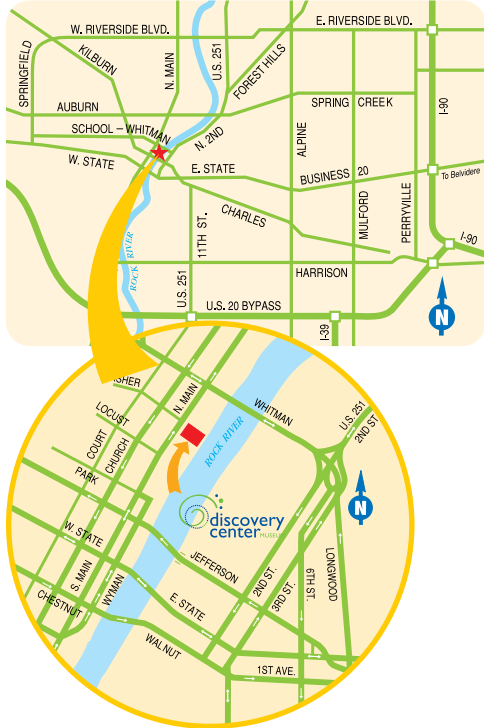 W. RIVERSIDE BLVD.
E. RIVERSIDE BLVD.
SPRINGFIELD
KILBURN
N. MAIN
U.S. 251
FOREST HILLS
AUBURN
SPRING CREEK
I-90
SCHOOL – WHITMAN
N. 2ND
ALPINE
W. STATE
E. STATE
BUSINESS 20
To Belvidere
CHARLES
MULFORD
PERRYVILLE
11TH ST.
ROCK RIVER
I-90
HARRISON
U.S. 251
U.S. 20 BYPASS
I-39
N
ISHER
N. MAIN
WHITMAN
LOCUST
COURT
CHURCH
ROCK RIVER
U.S. 251
2ND ST
PARK
N
discovery
center MUSEUM
W. STATE
JEFFERSON
S. MAIN
WYMAN
2ND ST.
3RD ST.
6TH ST.
LONGWOOD
CHESTNUT
E. STATE
WALNUT
1ST AVE.